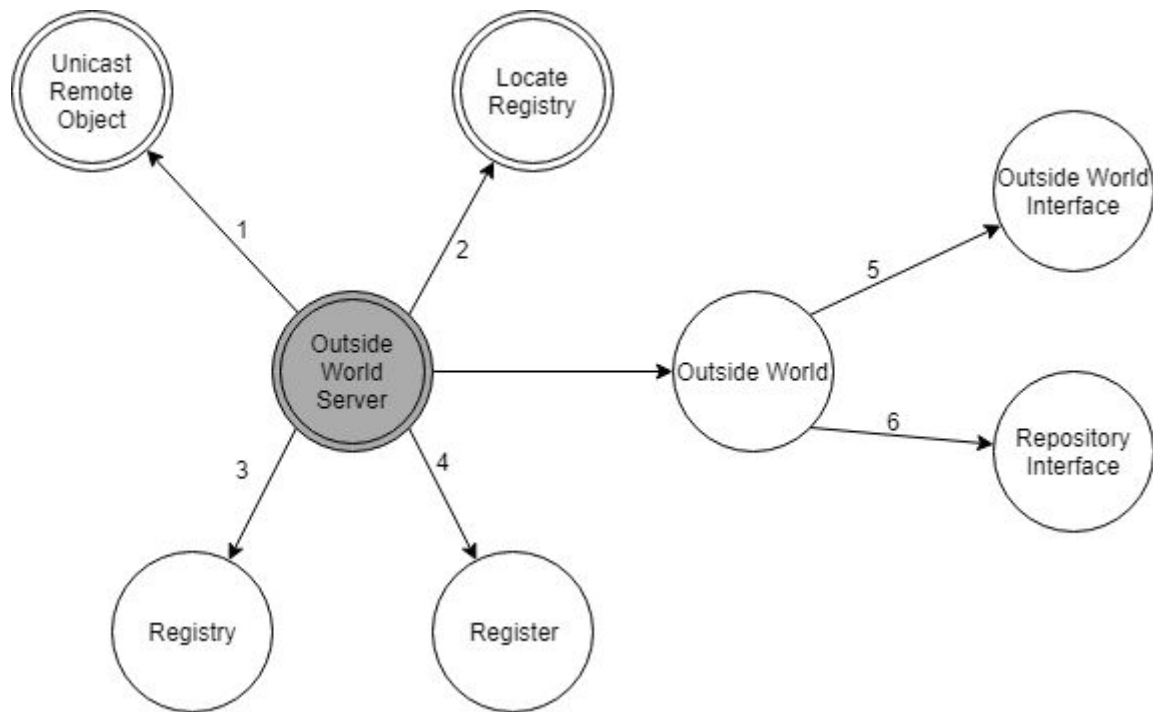 Unicast
Remote
Object
Locate
Registry
Outside World
Interface
1
2
5
Outside
World
Server
Outside World
6
Repository
Interface
3
4
Registry
Register